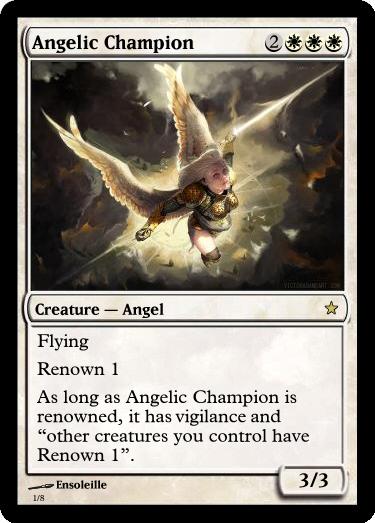 Angelic Champion 2
Creature — Angel
Flying
Renown 1
As long as Angelic Champion is
renowned, it has vigilance and
“other creatures you control have
Renown 1”.
3/3
Ensoleille
1/8